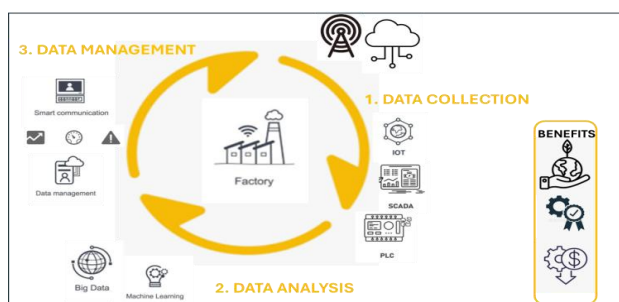 3. DATA MANAGEMENT
Smart communication
Data management
1. DATA COLLECTION
IOT
SCADA
PLC
Factory
2. DATA ANALYSIS
Big Data
Machine Learning
BENEFITS